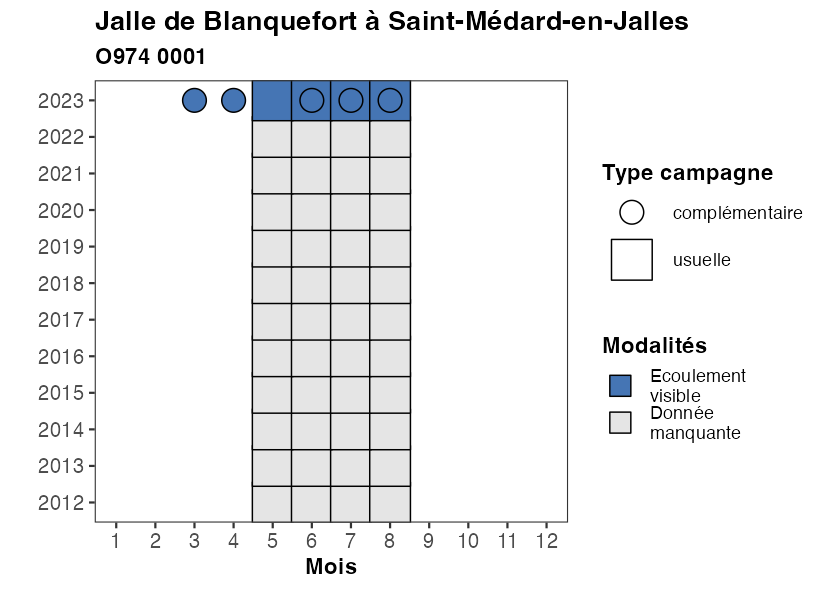 Jalle de Blanquefort à Saint-Médard-en-Jalles
O974 0001
2023
2022
2021
2020
2019
2018
2017
2016
2015
2014
2013
2012
1 2 3 4 5 6 7 8 9 10 11 12
Mois
Type campagne
complémentaire
usuelle
Modalités
Ecoulement
visible
Donnée
manquante